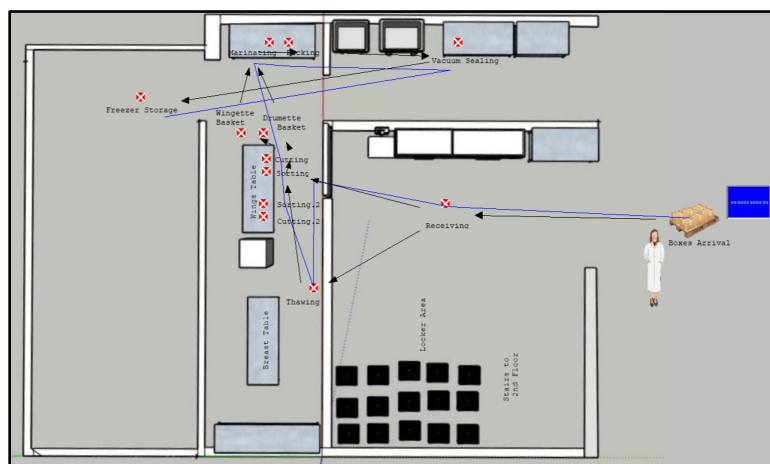 Marinating
Packing
Vacuum Sealing
Freezer Storage
Wingette
Basket
Drumette
Basket
Cutting
Sorting
Wings Table
Sorting.2
Cutting.2
Receiving
Boxes Arrival
Thawing
Breast Table
Locker Area
Stairs to
2nd Floor